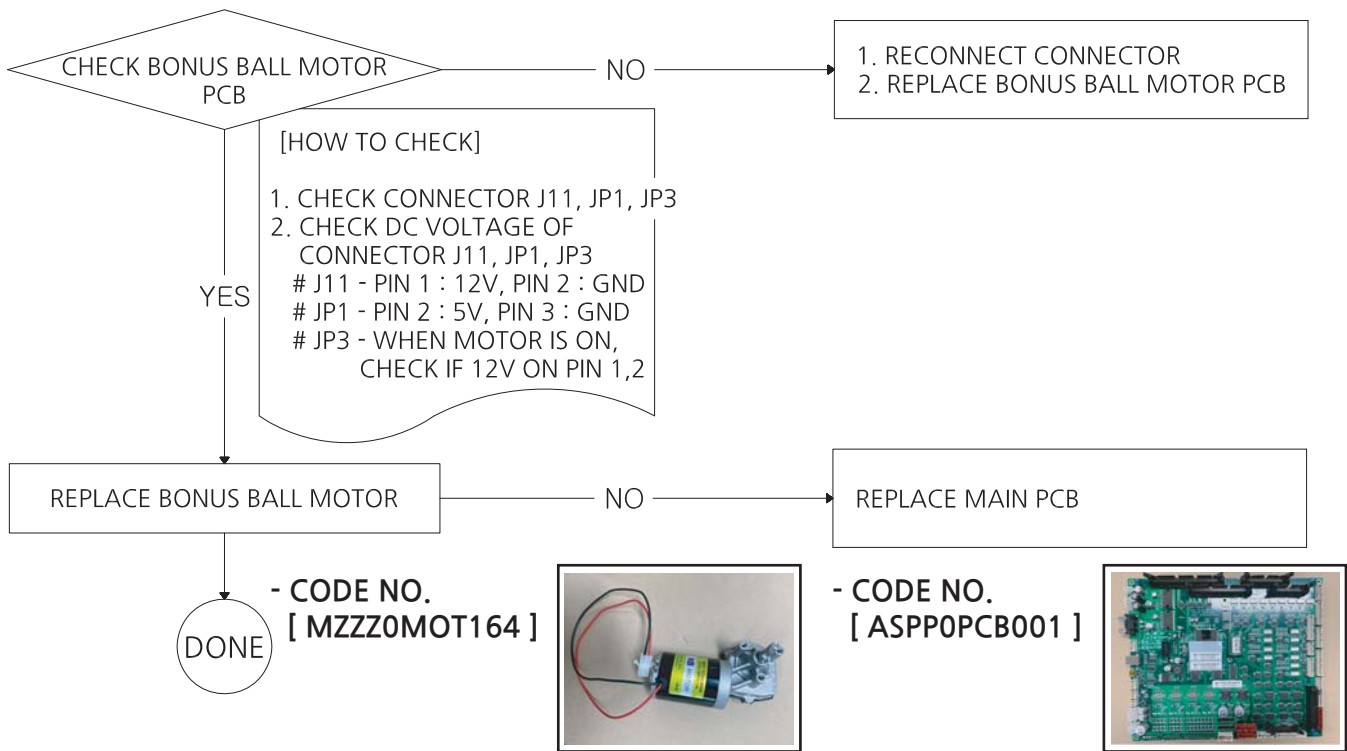 CHECK BONUS BALL MOTOR
PCB
NO
1. RECONNECT CONNECTOR
2. REPLACE BONUS BALL MOTOR PCB
[HOW TO CHECK]
1. CHECK CONNECTOR J11, JP1, JP3
2. CHECK DC VOLTAGE OF
CONNECTOR J11, JP1, JP3
# J11 - PIN 1 : 12V, PIN 2 : GND
# JP1 - PIN 2 : 5V, PIN 3 : GND
# JP3 - WHEN MOTOR IS ON,
CHECK IF 12V ON PIN 1,2
YES
REPLACE BONUS BALL MOTOR
NO
REPLACE MAIN PCB
DONE
- CODE NO.
[ MZZZ0MOT164 ]
- CODE NO.
[ ASPP0PCB001 ]